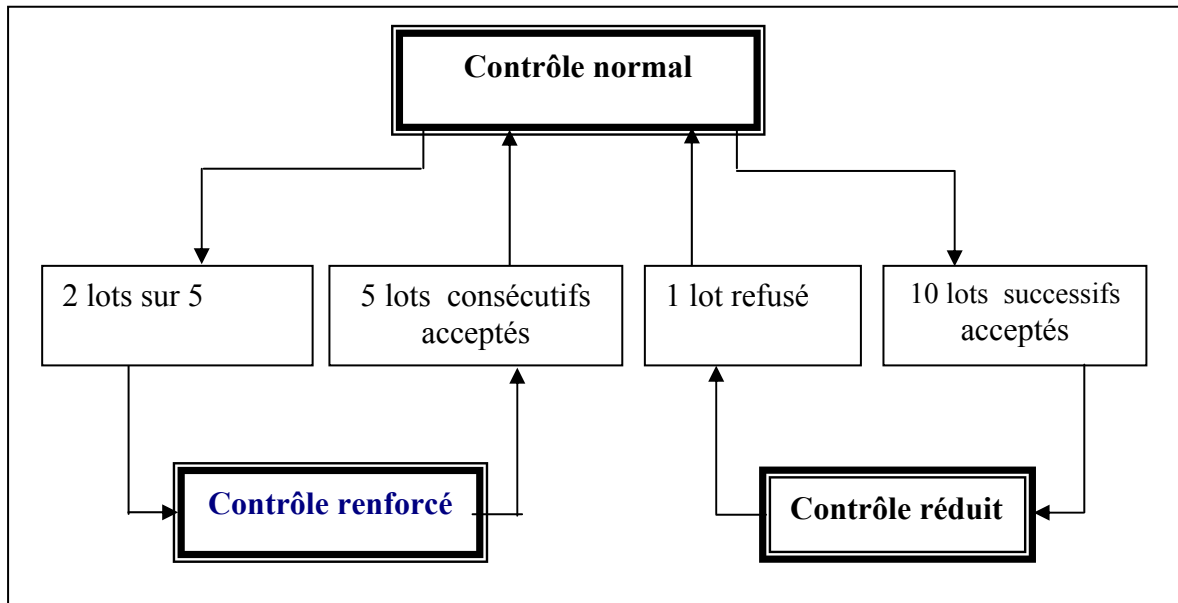 Contrôle normal
2 lots sur 5
5 lots consécutifs
acceptés
1 lot refusé
10 lots successifs
acceptés
Contrôle renforcé
Contrôle réduit